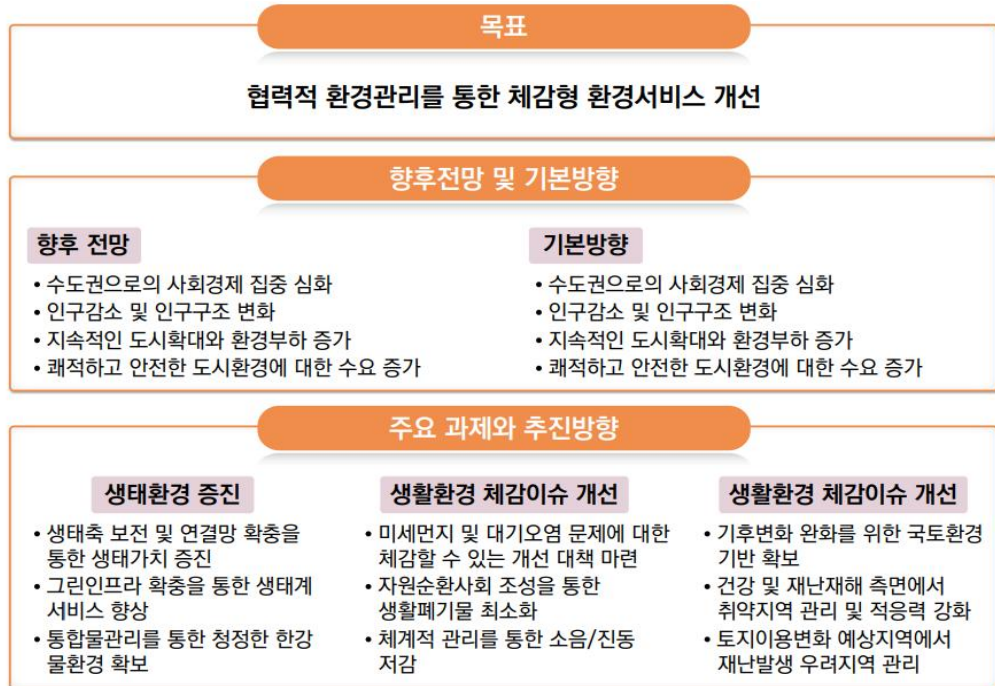 목표
협력적 환경관리를 통한 체감형 환경서비스 개선
향후전망 및 기본방향
향후 전망
• 수도권으로의 사회경제 집중 심화
• 인구감소 및 인구구조 변화
• 지속적인 도시확대와 환경부하 증가
• 쾌적하고 안전한 도시환경에 대한 수요 증가
기본방향
• 수도권으로의 사회경제 집중 심화
• 인구감소 및 인구구조 변화
• 지속적인 도시확대와 환경부하 증가
• 쾌적하고 안전한 도시환경에 대한 수요 증가
주요 과제와 추진방향
생태환경 증진
• 생태축 보전 및 연결망 확충을
통한 생태가치 증진
• 그린인프라 확충을 통한 생태계
서비스 향상
• 통합물관리를 통한 청정한 한강
물환경 확보
생활환경 체감이슈 개선
• 미세먼지 및 대기오염 문제에 대한
체감할 수 있는 개선 대책 마련
• 자원순환사회 조성을 통한
생활폐기물 최소화
• 체계적 관리를 통한 소음/진동
저감
생활환경 체감이슈 개선
• 기후변화 완화를 위한 국토환경
기반 확보
• 건강 및 재난재해 측면에서
취약지역 관리 및 적응력 강화
• 토지이용변화 예상지역에서
재난발생 우려지역 관리